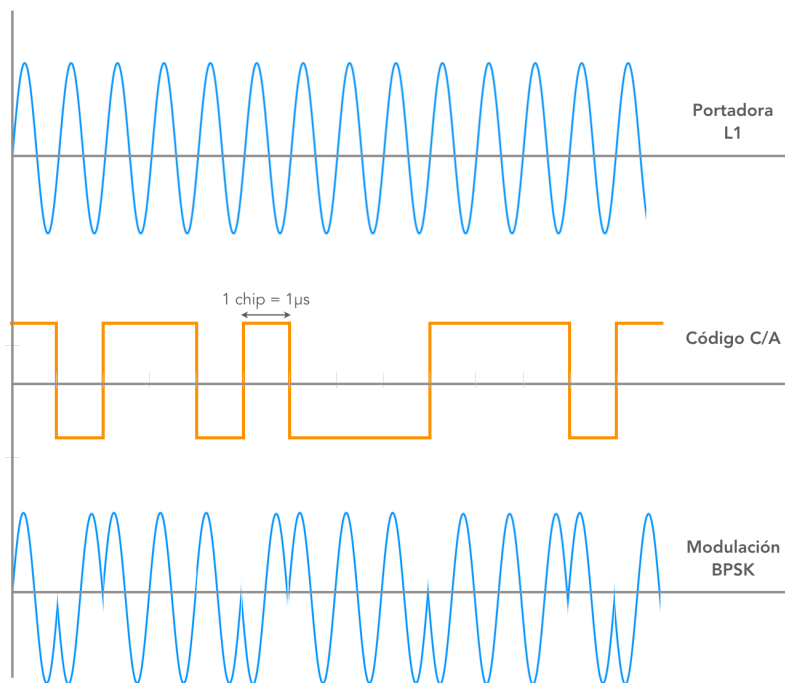 Portadora
L1
1 chip = 1µs
Código C/A
Modulación
BPSK